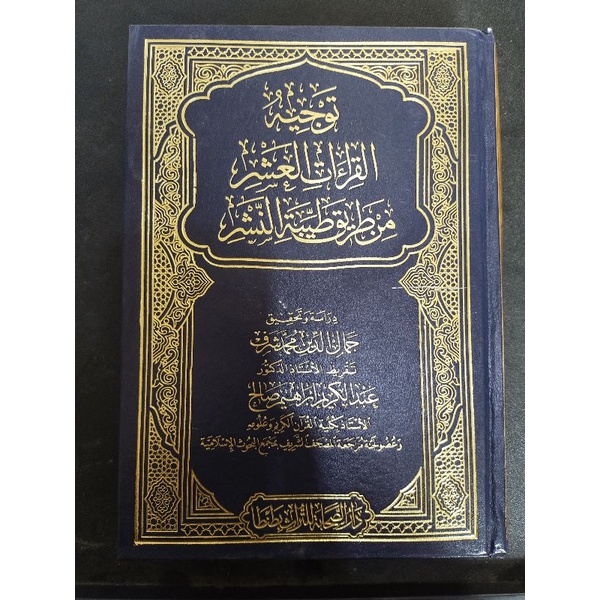 توجيه
القراءات العشر
من طريق طيبة النشر
دراسة وتحقيق
جمال الدين محمد شرف
تقريظ الأستاذ الدكتور
عبد الكريم إبراهيم صالح
الأستاذ بكلية القرآن الكريم وعلومه
وعضو لجنة مراجعة المصحف الشريف بمجمع البحوث الإسلامية
دار الصحابة للتراث بطنطا